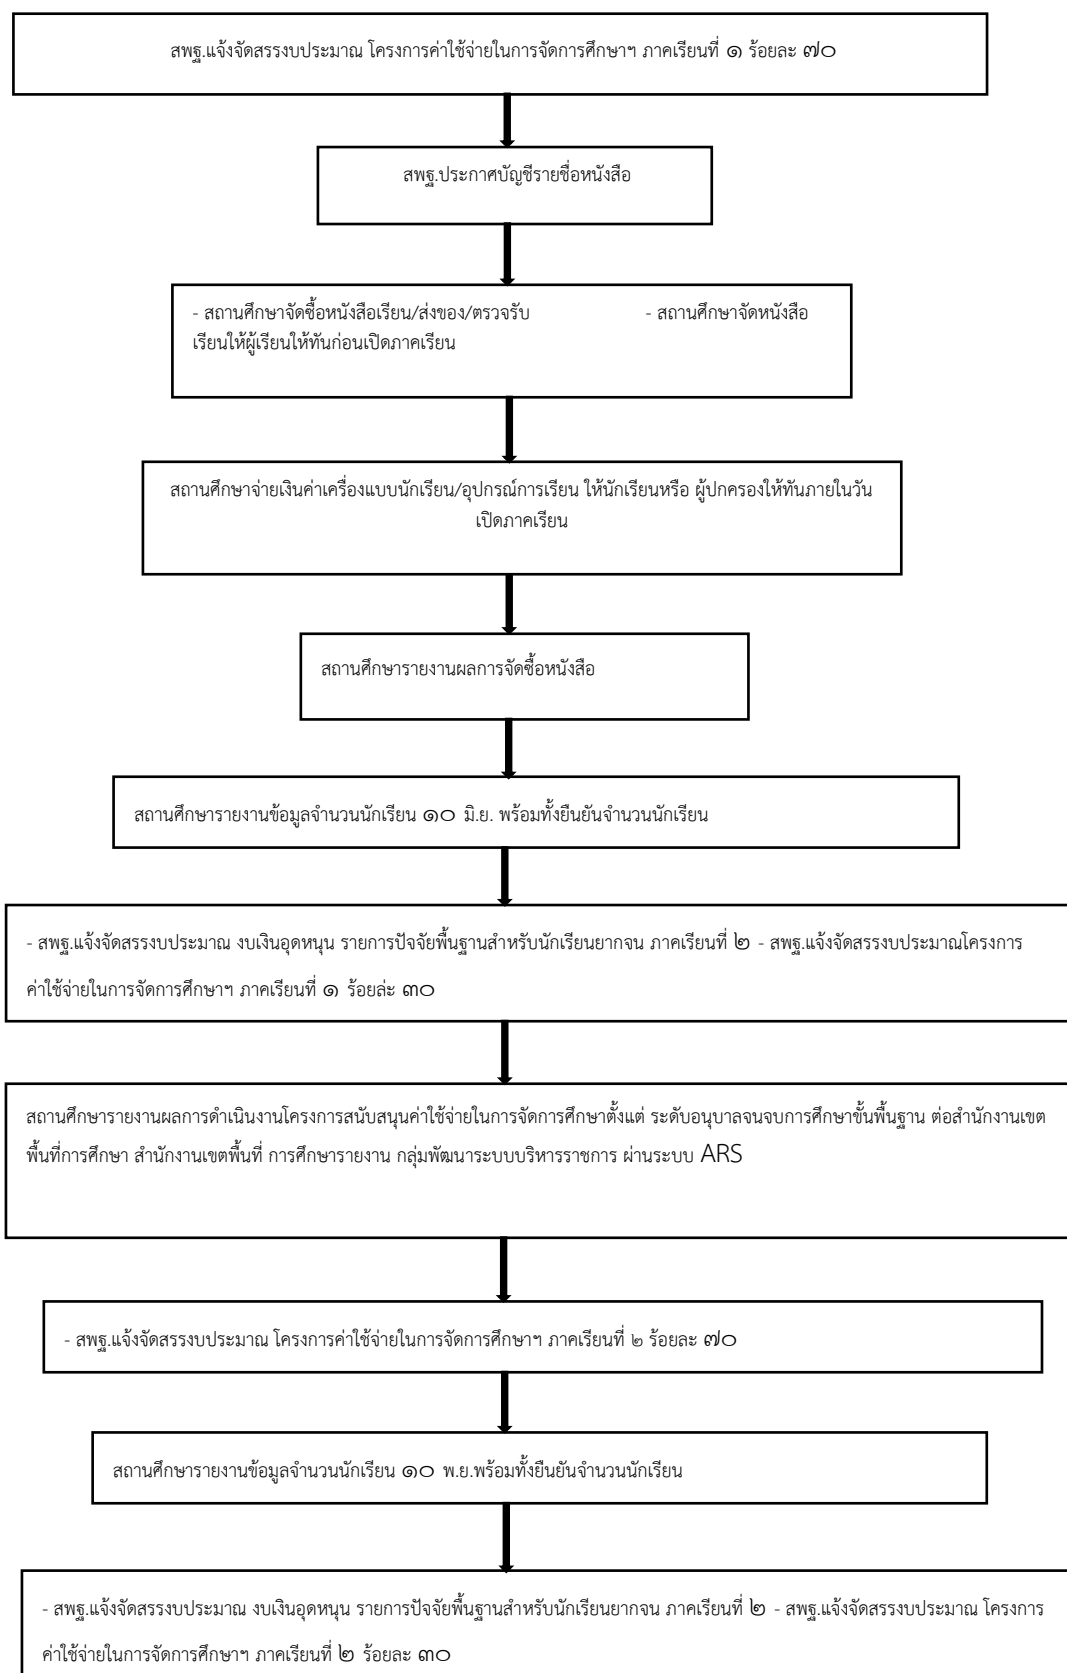 สพฐ.แจ้งจัดสรรงบประมาณ โครงการค่าใช้จ่ายในการจัดการศึกษาฯ ภาคเรียนที่ ๑ ร้อยละ ๗๐
สพฐ.ประกาศบัญชีรายชื่อหนังสือ
- สถานศึกษาจัดซื้อหนังสือเรียน/ส่งของ/ตรวจรับ - สถานศึกษาจัดหนังสือ
เรียนให้ผู้เรียนให้ทันก่อนเปิดภาคเรียน
สถานศึกษาจ่ายเงินค่าเครื่องแบบนักเรียน/อุปกรณ์การเรียน ให้นักเรียนหรือ ผู้ปกครองให้ทันภายในวัน
เปิดภาคเรียน
สถานศึกษารายงานผลการจัดซื้อหนังสือ
สถานศึกษารายงานข้อมูลจำนวนนักเรียน ๑๐ มิ.ย. พร้อมทั้งยืนยันจำนวนนักเรียน
- สพฐ.แจ้งจัดสรรงบประมาณ งบเงินอุดหนุน รายการปัจจัยพื้นฐานสำหรับนักเรียนยากจน ภาคเรียนที่ ๒ - สพฐ.แจ้งจัดสรรงบประมาณโครงการ
ค่าใช้จ่ายในการจัดการศึกษาฯ ภาคเรียนที่ ๑ ร้อยล่ะ ๓๐
สถานศึกษารายงานผลการดำเนินงานโครงการสนับสนุนค่าใช้จ่ายในการจัดการศึกษาตั้งแต่ ระดับอนุบาลจนจบการศึกษาขั้นพื้นฐาน ต่อสำนักงานเขต
พื้นที่การศึกษา สำนักงานเขตพื้นที่ การศึกษารายงาน กลุ่มพัฒนาระบบบริหารราชการ ผ่านระบบ ARS
- สพฐ.แจ้งจัดสรรงบประมาณ โครงการค่าใช้จ่ายในการจัดการศึกษาฯ ภาคเรียนที่ ๒ ร้อยละ ๗๐
สถานศึกษารายงานข้อมูลจำนวนนักเรียน ๑๐ พ.ย.พร้อมทั้งยืนยันจำนวนนักเรียน
- สพฐ.แจ้งจัดสรรงบประมาณ งบเงินอุดหนุน รายการปัจจัยพื้นฐานสำหรับนักเรียนยากจน ภาคเรียนที่ ๒ - สพฐ.แจ้งจัดสรรงบประมาณ โครงการ
ค่าใช้จ่ายในการจัดการศึกษาฯ ภาคเรียนที่ ๒ ร้อยละ ๓๐